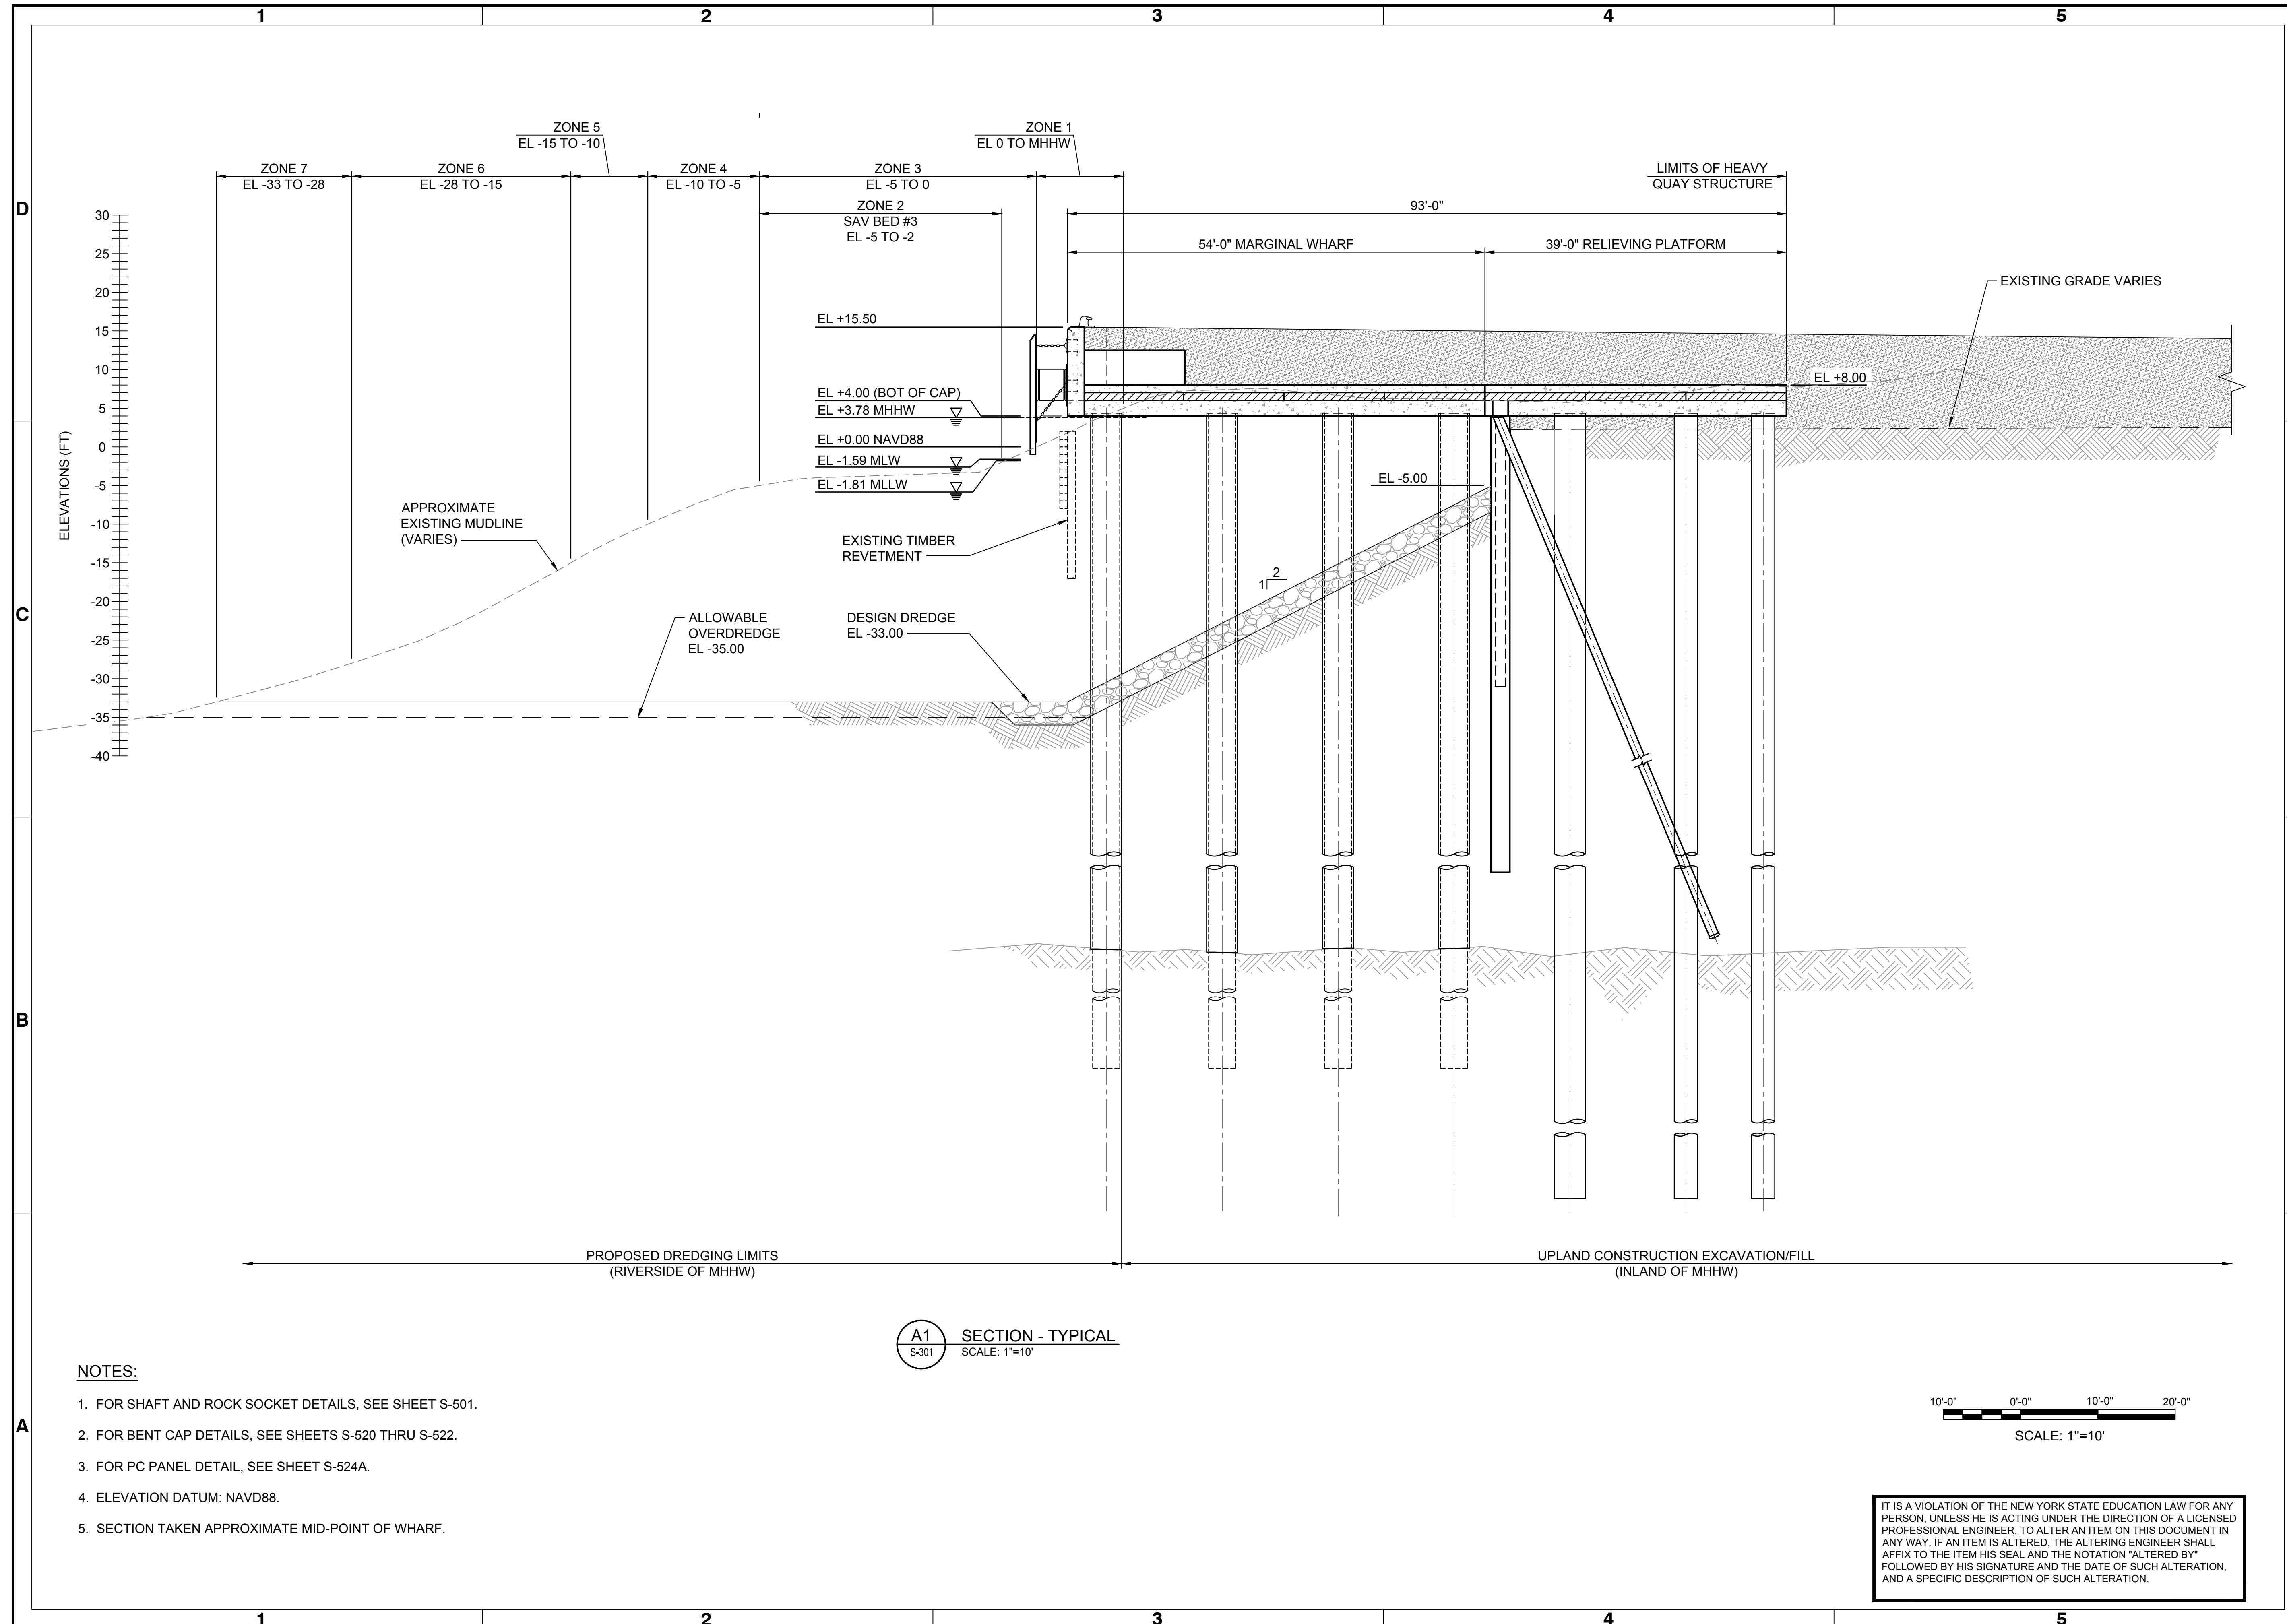 1 2 3 4 5
ZONE 5
EL -15 TO -10
ZONE 1
EL 0 TO MHHW
ZONE 7
EL -33 TO -28
ZONE 6
EL -28 TO -15
ZONE 4
EL -10 TO -5
ZONE 3
EL -5 TO 0
LIMITS OF HEAVY
QUAY STRUCTURE
ZONE 2
SAV BED #3
EL -5 TO -2
93'-0"
54'-0" MARGINAL WHARF
39'-0" RELIEVING PLATFORM
EXISTING GRADE VARIES
D
C
B
A
ELEVATIONS (FT)
30
25
20
15
10
5
0
-5
-10
-15
-20
-25
-30
-35
-40
EL +15.50
EL +4.00 (BOT OF CAP)
EL +3.78 MHHW
EL +0.00 NAVD88
EL -1.59 MLW
EL -1.81 MLLW
EL +8.00
EL -5.00
APPROXIMATE
EXISTING MUDLINE
(VARIES)
EXISTING TIMBER
REVETMENT
2
1
ALLOWABLE
OVERDREDGE
EL -35.00
DESIGN DREDGE
EL -33.00
PROPOSED DREDGING LIMITS
(RIVERSIDE OF MHHW)
UPLAND CONSTRUCTION EXCAVATION/FILL
(INLAND OF MHHW)
A1
S-301
SECTION - TYPICAL
SCALE: 1"=10'
NOTES:
1. FOR SHAFT AND ROCK SOCKET DETAILS, SEE SHEET S-501.
2. FOR BENT CAP DETAILS, SEE SHEETS S-520 THRU S-522.
3. FOR PC PANEL DETAIL, SEE SHEET S-524A.
4. ELEVATION DATUM: NAVD88.
5. SECTION TAKEN APPROXIMATE MID-POINT OF WHARF.
10'-0" 0'-0" 10'-0" 20'-0"
SCALE: 1"=10'
IT IS A VIOLATION OF THE NEW YORK STATE EDUCATION LAW FOR ANY
PERSON, UNLESS HE IS ACTING UNDER THE DIRECTION OF A LICENSED
PROFESSIONAL ENGINEER, TO ALTER AN ITEM ON THIS DOCUMENT IN
ANY WAY. IF AN ITEM IS ALTERED, THE ALTERING ENGINEER SHALL
AFFIX TO THE ITEM HIS SEAL AND THE NOTATION "ALTERED BY"
FOLLOWED BY HIS SIGNATURE AND THE DATE OF SUCH ALTERATION,
AND A SPECIFIC DESCRIPTION OF SUCH ALTERATION.
1 2 3 4 5